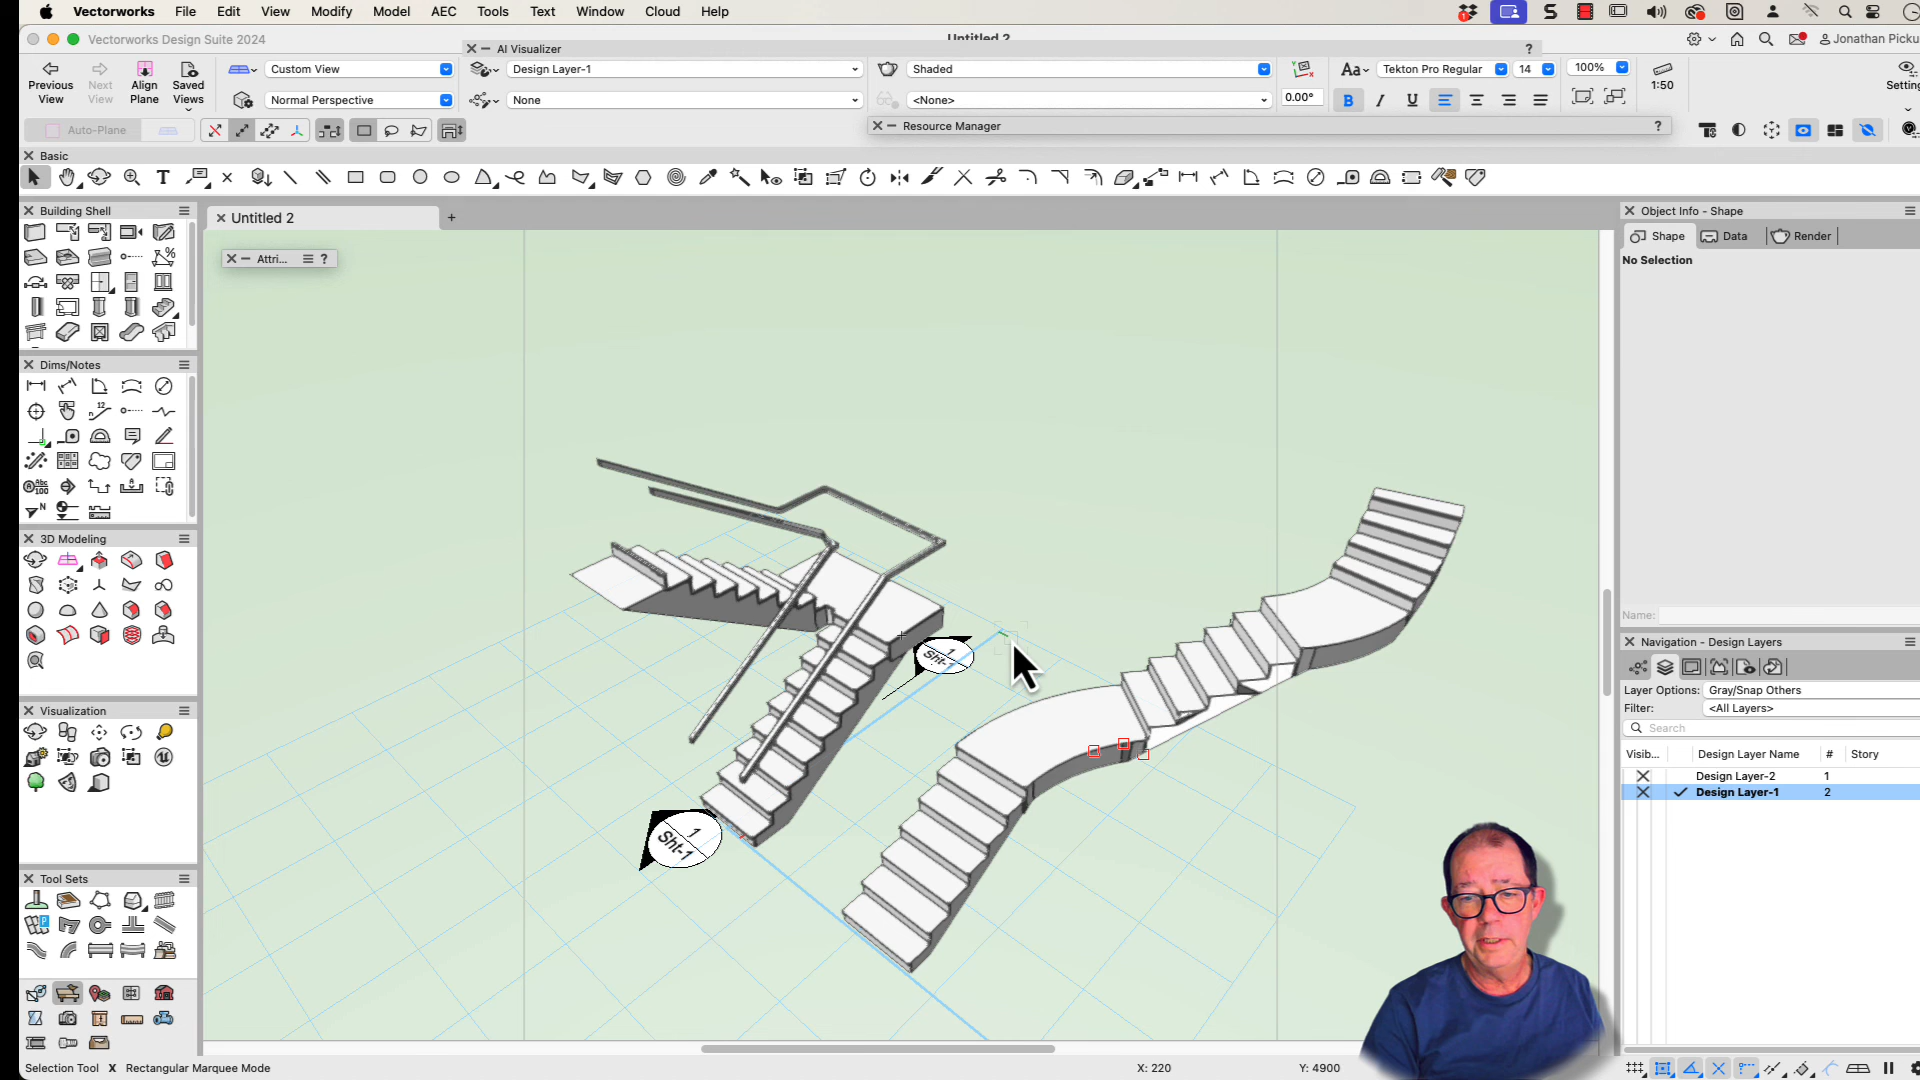 Vectorworks File Edit View Modify Model AEC Tools Text Window Cloud Help
Vectorworks Design Suite 2024
Untitled 2
Jonathan Picku
AI Visualizer
?
Previous View
Next View
Align Plane
Saved Views
Custom View
Normal Perspective
Design Layer-1
None
Shaded
<None>
0.00°
Aa
Tekton Pro Regular
14
100%
B I U
1:50
Setting
Auto-Plane
Resource Manager
?
Basic
Building Shell
Untitled 2
+
Attri...
?
Object Info - Shape
Shape Data Render
No Selection
Dims/Notes
3D Modeling
Visualization
Tool Sets
1
Sht-1
1
Sht-1
Name:
Navigation - Design Layers
Layer Options: Gray/Snap Others
Filter: <All Layers>
Search
Visib... Design Layer Name # Story
Design Layer-2 1
Design Layer-1 2
Selection Tool X Rectangular Marquee Mode
X: 220
Y: 4900